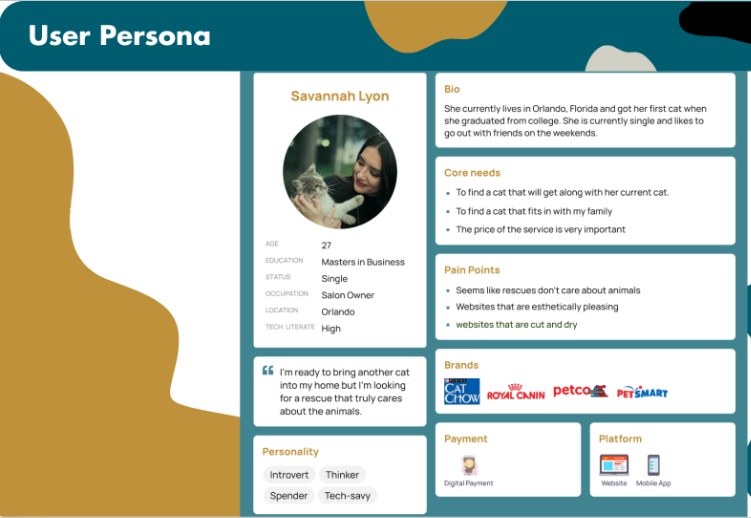 User Persona
Savannah Lyon
AGE 27
EDUCATION Masters in Business
STATUS Single
OCCUPATION Salon Owner
LOCATION Orlando
TECH LITERATE High
I'm ready to bring another cat
into my home but I'm looking
for a rescue that truly cares
about the animals.
Personality
Introvert Thinker
Spender Tech-savy
Bio
She currently lives in Orlando, Florida and got her first cat when
she graduated from college. She is currently single and likes to
go out with friends on the weekends.
Core needs
To find a cat that will get along with her current cat.
To find a cat that fits in with my family
The price of the service is very important
Pain Points
Seems like rescues don't care about animals
Websites that are esthetically pleasing
websites that are cut and dry
Brands
CAT
CHOW
ROYAL CANIN
petco
PETSMART
Payment
Digital Payment
Platform
Website Mobile App